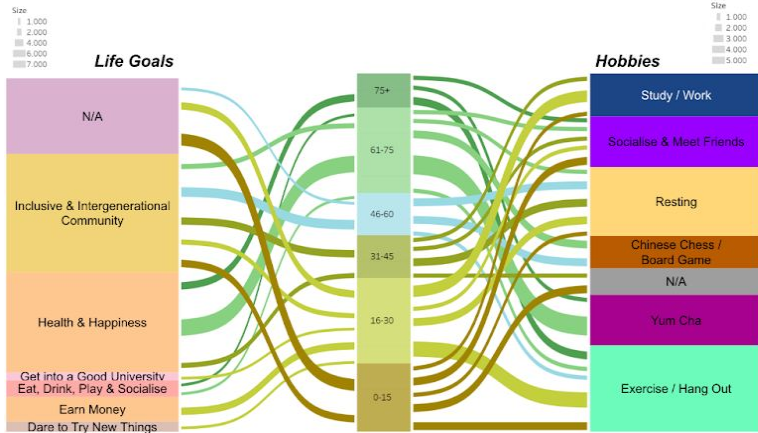 Size
1.000
2.000
4.000
6.000
7.000
Life Goals
N/A
Inclusive & Intergenerational
Community
Health & Happiness
Get into a Good University
Eat, Drink, Play & Socialise
Earn Money
Dare to Try New Things
75+
61-75
46-60
31-45
16-30
0-15
Size
1.000
2.000
3.000
4.000
5.000
Hobbies
Study / Work
Socialise & Meet Friends
Resting
Chinese Chess /
Board Game
N/A
Yum Cha
Exercise / Hang Out